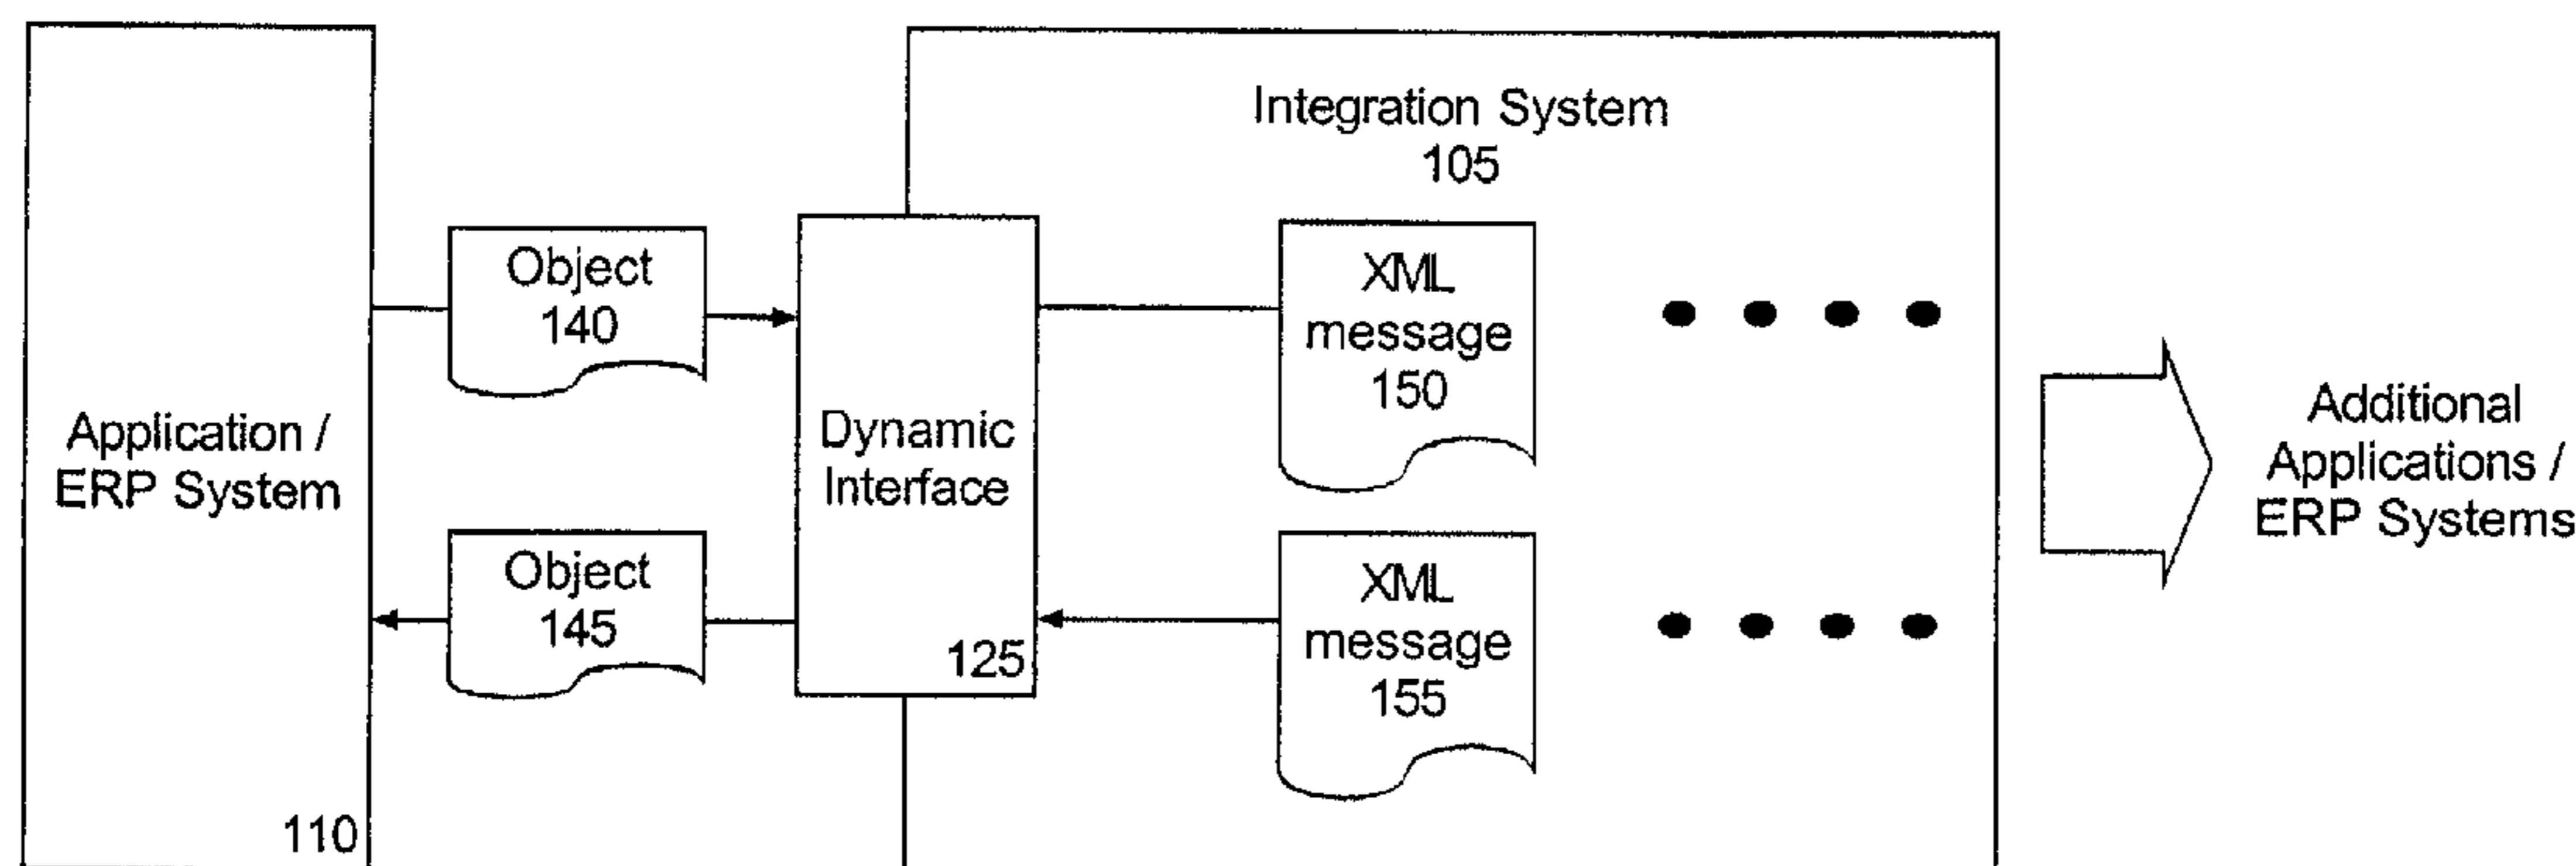 Application /
ERP System
110
Object
140
Object
145
Dynamic
Interface
125
Integration System
105
XML
message
150
XML
message
155
Additional
Applications /
ERP Systems